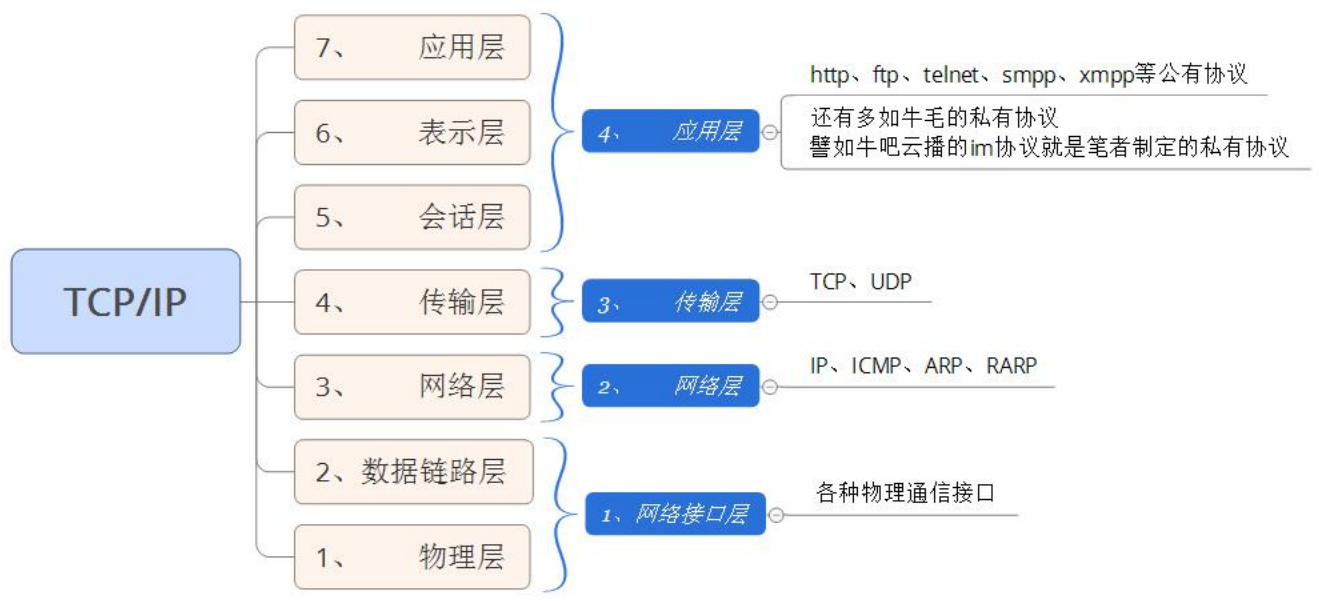 TCP/IP
7、 应用层
6、 表示层
5、 会话层
4、 传输层
3、 网络层
2、数据链路层
1、 物理层
4、 应用层
http、ftp、telnet、smpp、xmpp等公有协议
还有多如牛毛的私有协议
譬如牛吧云播的im协议就是笔者制定的私有协议
3、 传输层
TCP、UDP
2、 网络层
IP、ICMP、ARP、RARP
1、网络接口层
各种物理通信接口